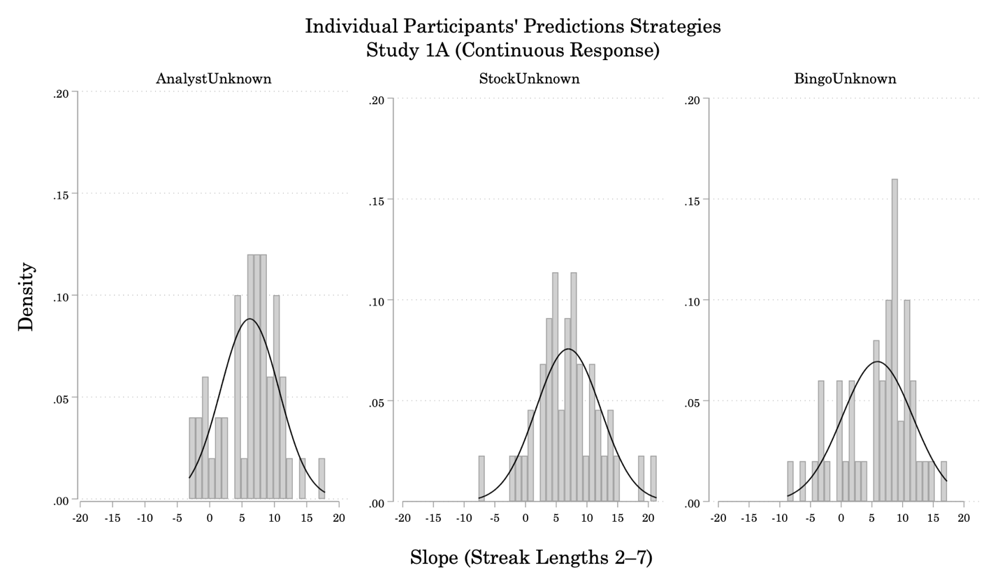 Individual Participants' Predictions Strategies
Study 1A (Continuous Response)
AnalystUnknown
StockUnknown
BingoUnknown
Density
.20
.15
.10
.05
.00
-20 -15 -10 -5 0 5 10 15 20
.20
.15
.10
.05
.00
-20 -15 -10 -5 0 5 10 15 20
.20
.15
.10
.05
.00
-20 -15 -10 -5 0 5 10 15 20
Slope (Streak Lengths 2–7)